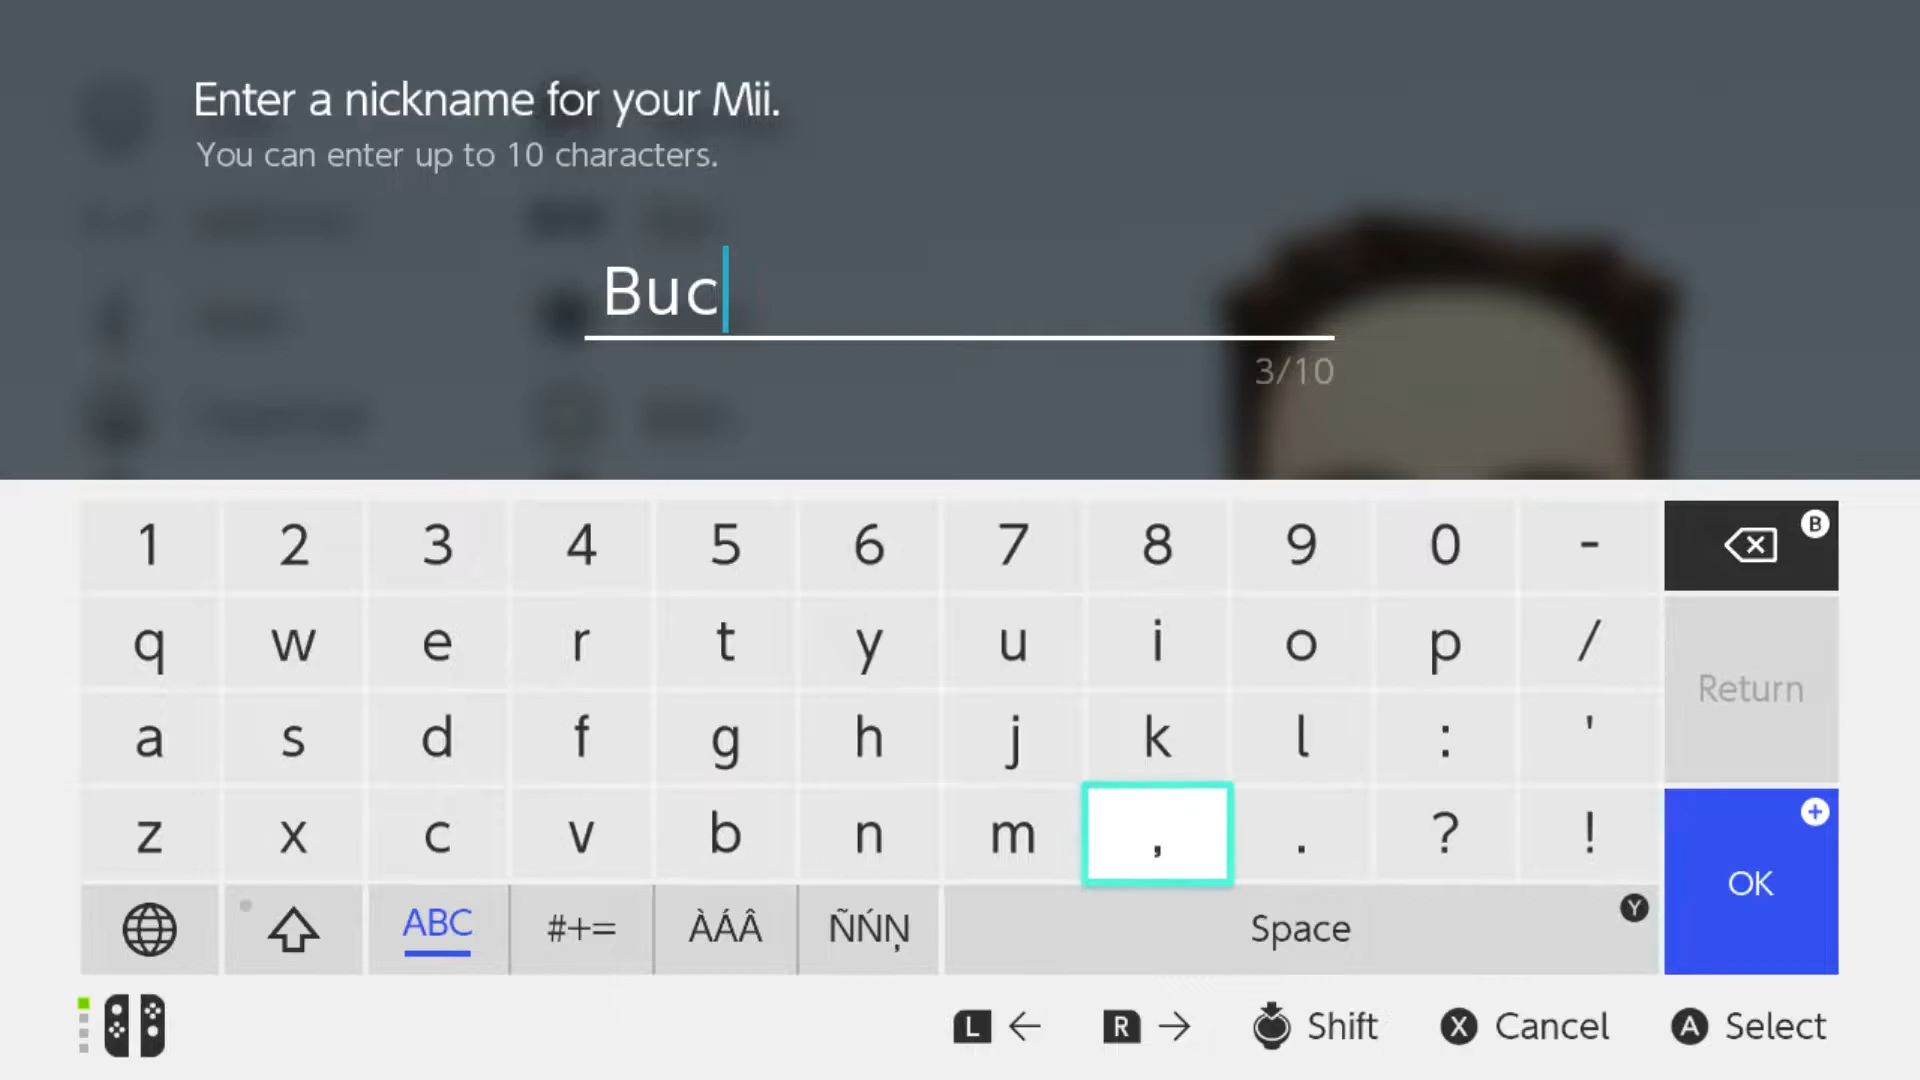 Enter a nickname for your Mii.
You can enter up to 10 characters.
Buc
3/10
1 2 3 4 5 6 7 8 9 0 - B
q w e r t y u i o p /
Return
a s d f g h j k l : '
z x c v b n m , . ? ! +
OK
ABC #+= ÀÁÂ ÑŃŅ Space Y
L ← R → Shift X Cancel A Select